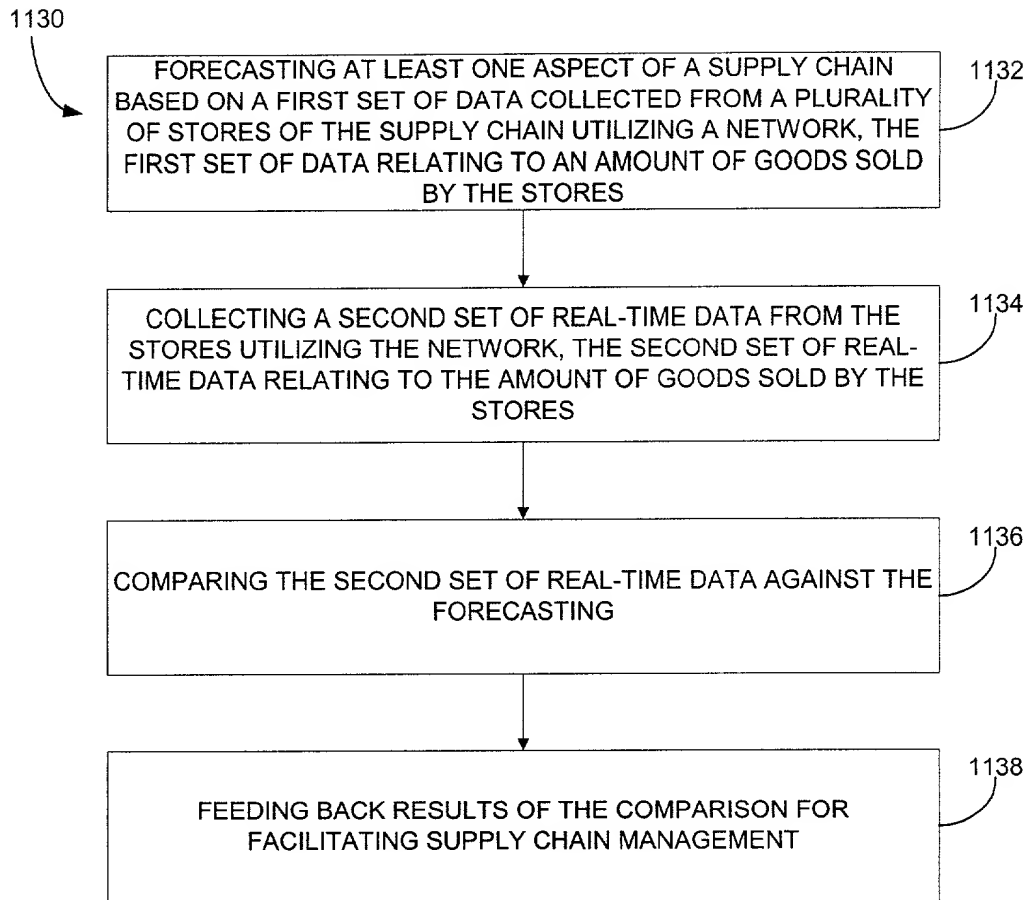 1130
FORECASTING AT LEAST ONE ASPECT OF A SUPPLY CHAIN
BASED ON A FIRST SET OF DATA COLLECTED FROM A PLURALITY
OF STORES OF THE SUPPLY CHAIN UTILIZING A NETWORK, THE
FIRST SET OF DATA RELATING TO AN AMOUNT OF GOODS SOLD
BY THE STORES
1132
COLLECTING A SECOND SET OF REAL-TIME DATA FROM THE
STORES UTILIZING THE NETWORK, THE SECOND SET OF REAL-
TIME DATA RELATING TO THE AMOUNT OF GOODS SOLD BY THE
STORES
1134
COMPARING THE SECOND SET OF REAL-TIME DATA AGAINST THE
FORECASTING
1136
FEEDING BACK RESULTS OF THE COMPARISON FOR
FACILITATING SUPPLY CHAIN MANAGEMENT
1138